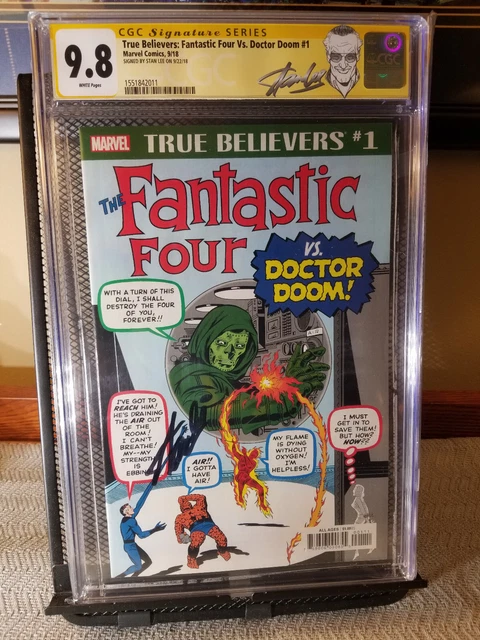 CGC Signature SERIES
9.8
WHITE Pages
True Believers: Fantastic Four Vs. Doctor Doom #1
Marvel Comics, 9/18
SIGNED BY STAN LEE ON 9/22/18
1551842011
Stan Lee
CGC
MARVEL
TRUE BELIEVERS #1
THE
FANTASTIC
FOUR
VS.
DOCTOR
DOOM!
WITH A TURN OF THIS
DIAL, I SHALL
DESTROY THE FOUR
OF YOU,
FOREVER!!
I'VE GOT TO
REACH HIM!
HE'S DRAINING
THE AIR OUT
OF THE
ROOM!
I CAN'T
BREATHE!
MY--MY
STRENGTH
IS
EBBIN
AIR!!
I GOTTA
HAVE
AIR!
MY FLAME
IS DYING
WITHOUT
OXYGEN!
I'M
HELPLESS!
I MUST
GET IN TO
SAVE THEM!
BUT HOW?
NOW??